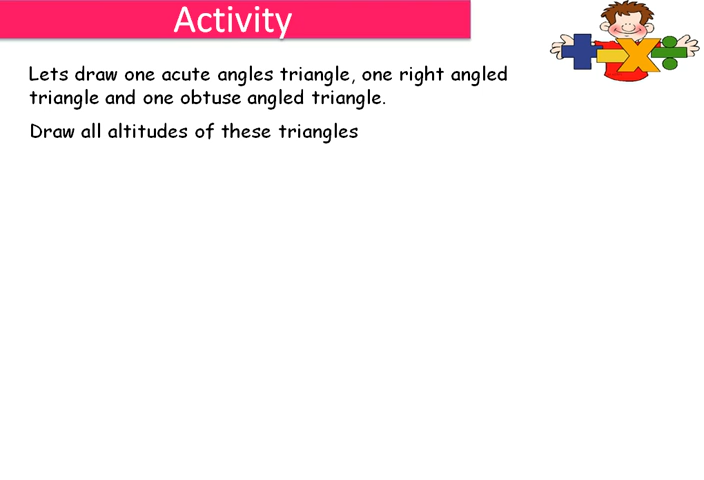 Activity
Lets draw one acute angles triangle, one right angled
triangle and one obtuse angled triangle.
Draw all altitudes of these triangles